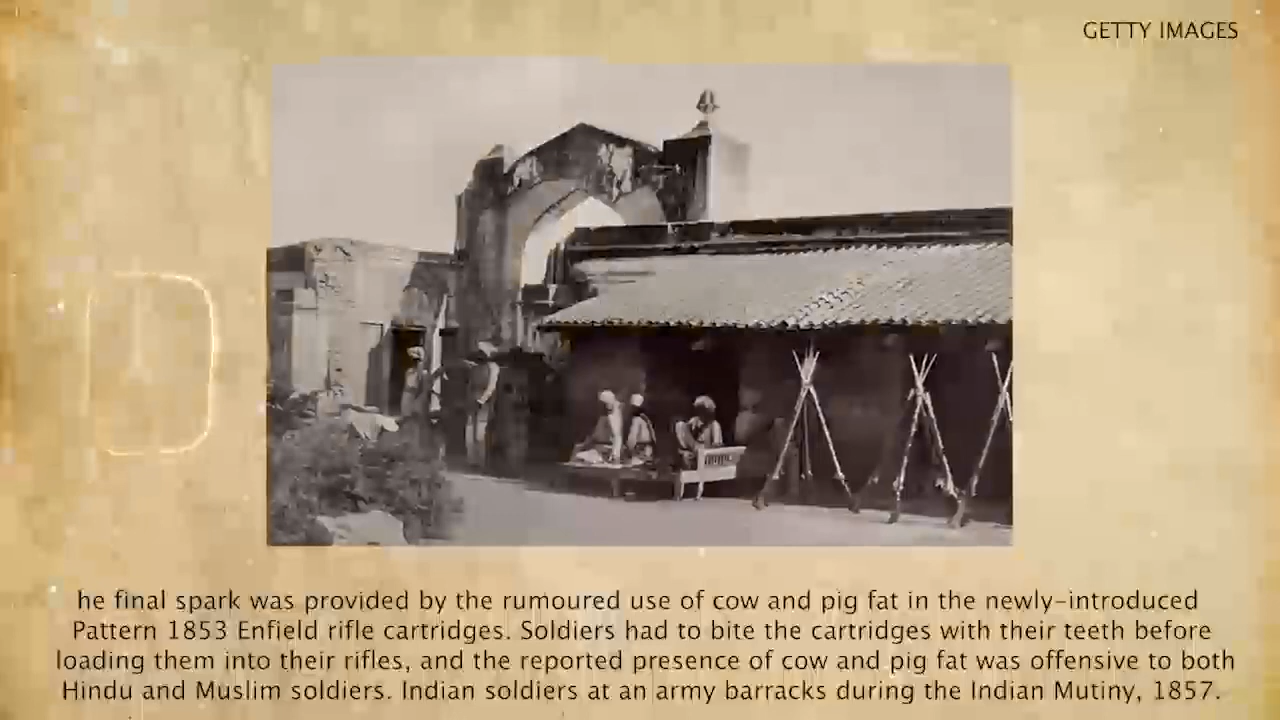 GETTY IMAGES
he final spark was provided by the rumoured use of cow and pig fat in the newly-introduced
Pattern 1853 Enfield rifle cartridges. Soldiers had to bite the cartridges with their teeth before
loading them into their rifles, and the reported presence of cow and pig fat was offensive to both
Hindu and Muslim soldiers. Indian soldiers at an army barracks during the Indian Mutiny, 1857.